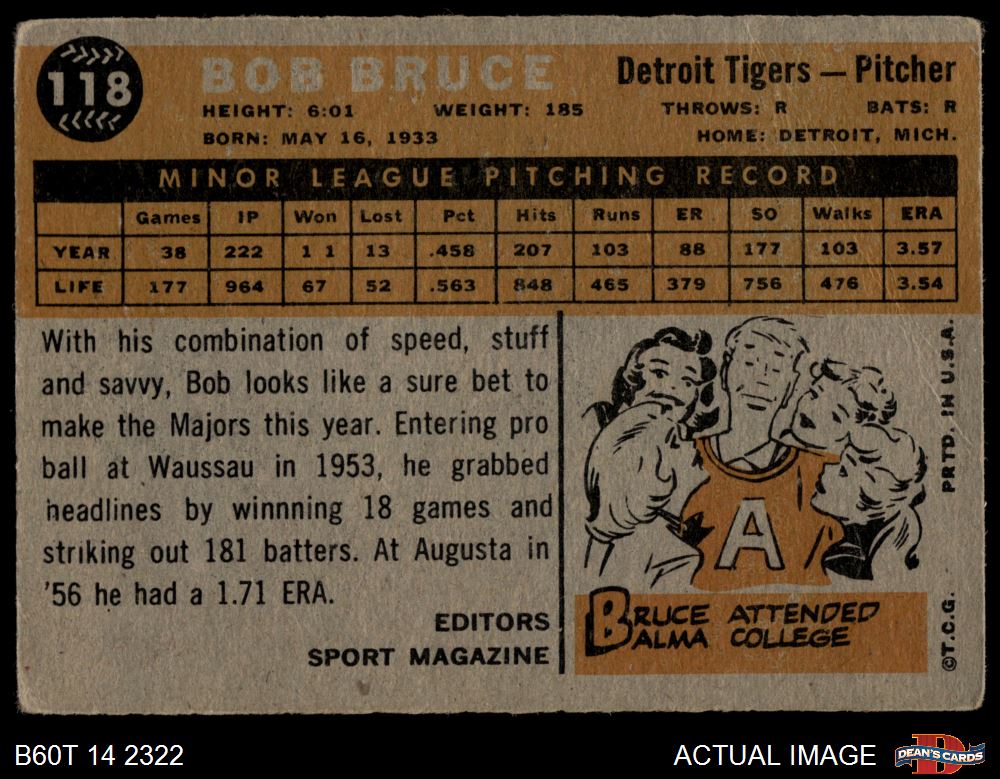 118
BOB BRUCE
Detroit Tigers — Pitcher
HEIGHT: 6:01 WEIGHT: 185 THROWS: R BATS: R
BORN: MAY 16, 1933 HOME: DETROIT, MICH.
MINOR LEAGUE PITCHING RECORD
Games IP Won Lost Pct Hits Runs ER SO Walks ERA
YEAR 38 222 1 1 13 .458 207 103 88 177 103 3.57
LIFE 177 964 67 52 .563 848 465 379 756 476 3.54
With his combination of speed, stuff
and savvy, Bob looks like a sure bet to
make the Majors this year. Entering pro
ball at Waussau in 1953, he grabbed
headlines by winnning 18 games and
striking out 181 batters. At Augusta in
'56 he had a 1.71 ERA.
EDITORS
SPORT MAGAZINE
A
BRUCE ATTENDED
ALMA COLLEGE
PRTD. IN U.S.A.
©T.C.G.
B60T 14 2322
ACTUAL IMAGE
D
DEAN'S CARDS